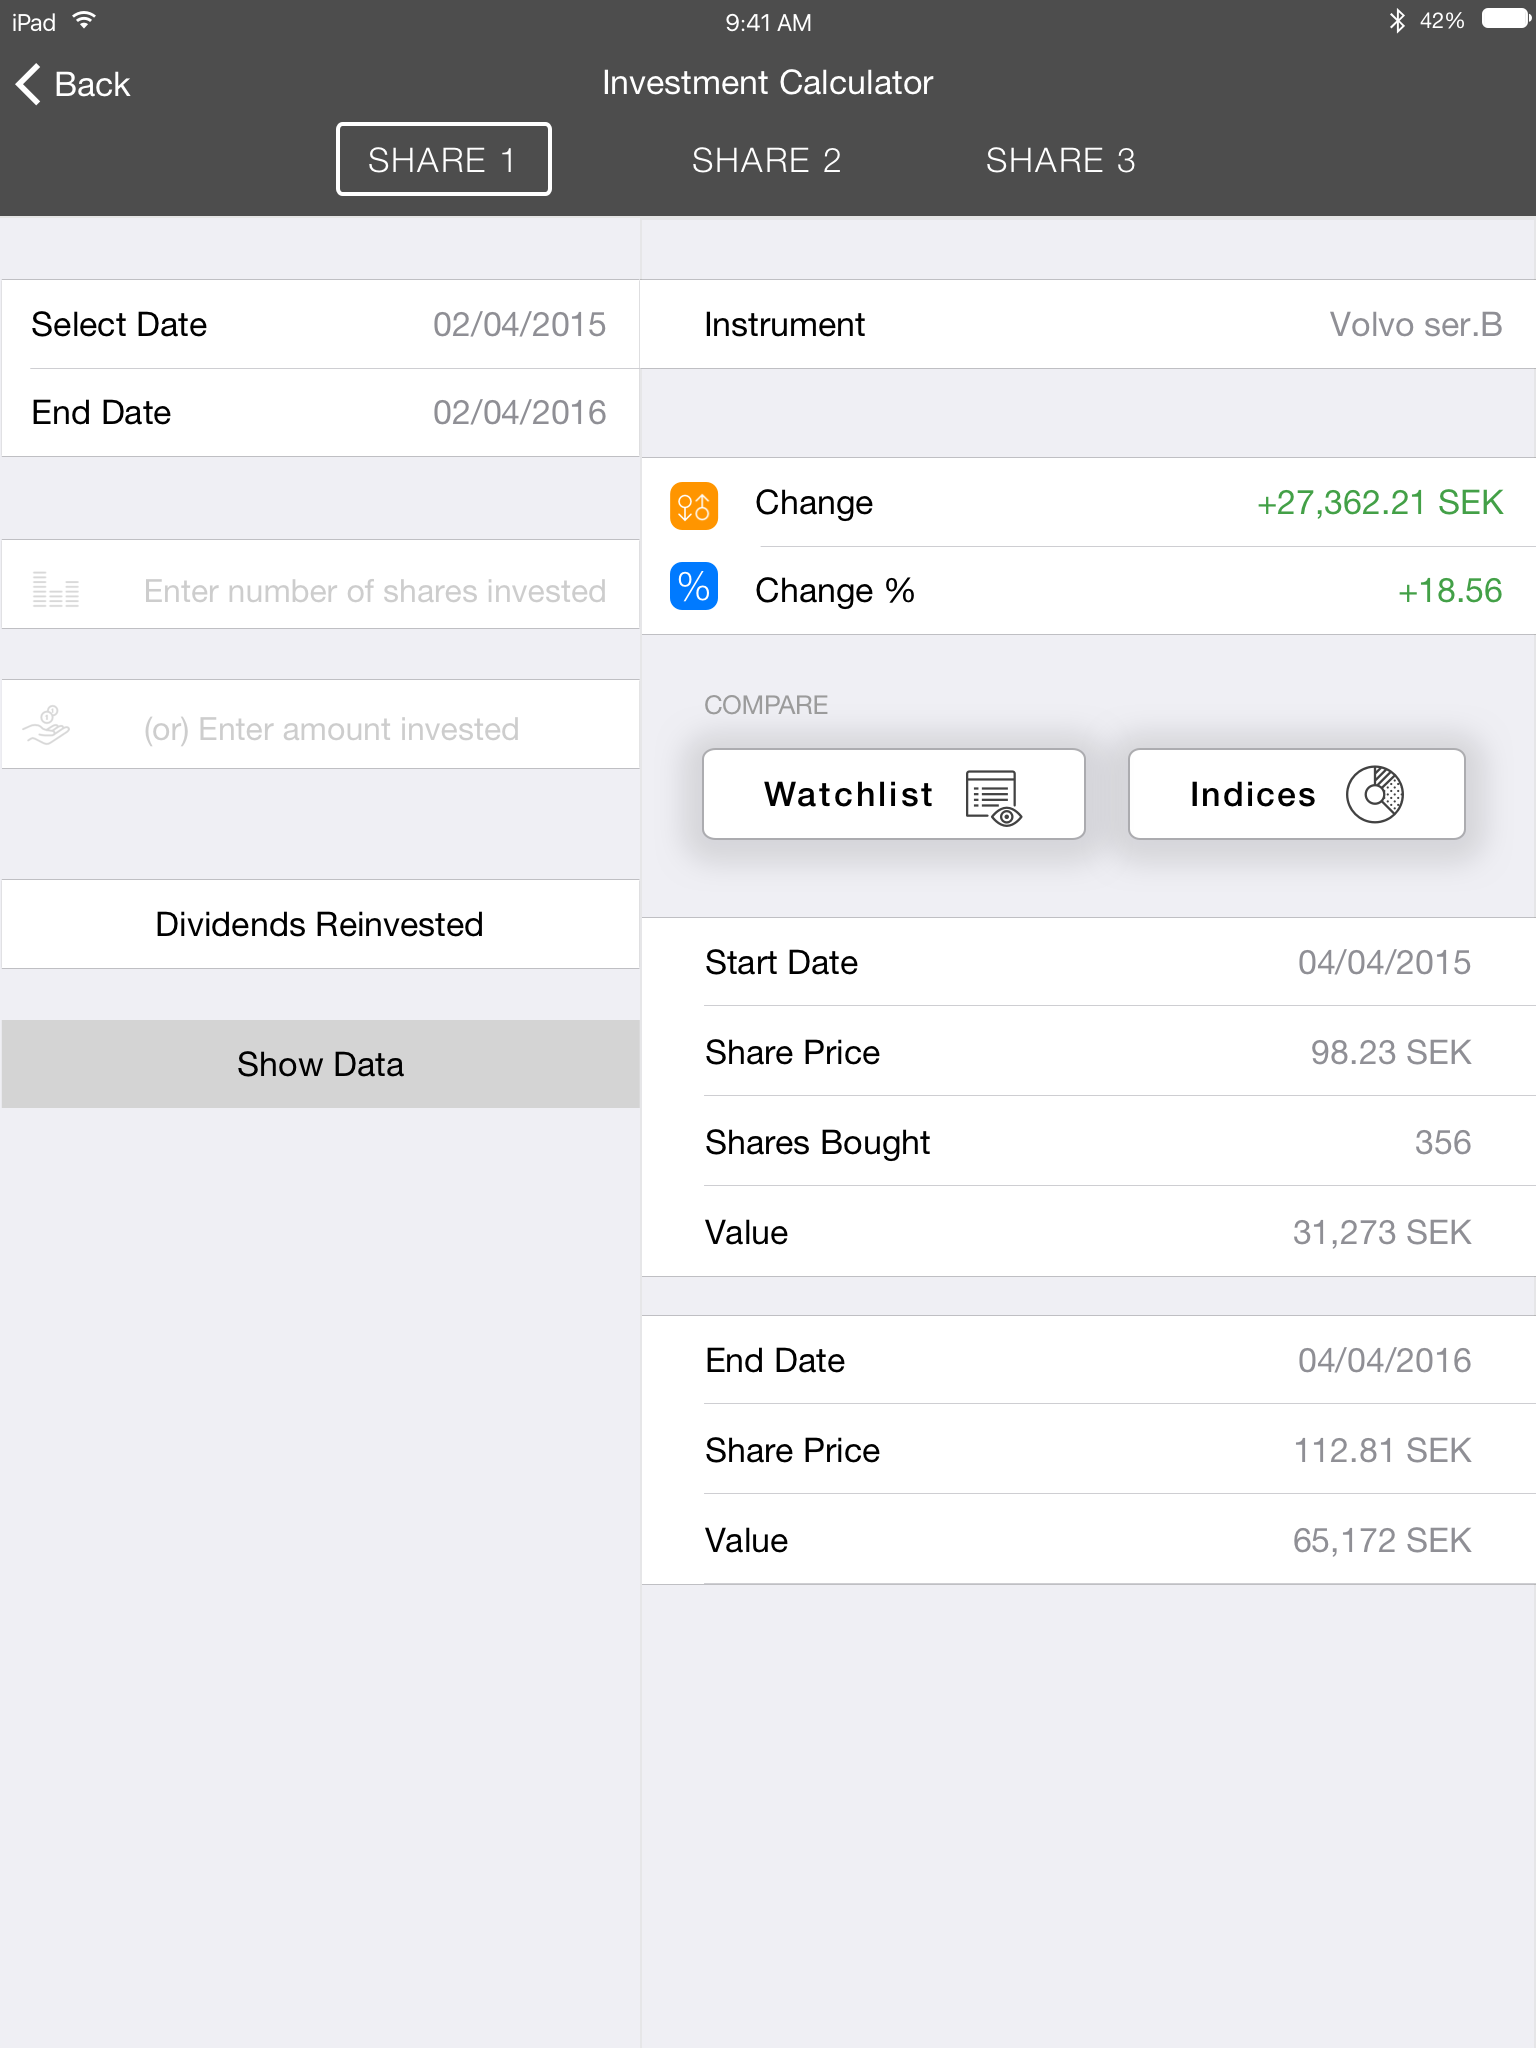 iPad 9:41 AM 42%
Back Investment Calculator
SHARE 1 SHARE 2 SHARE 3
Select Date 02/04/2015
End Date 02/04/2016
Enter number of shares invested
(or) Enter amount invested
Dividends Reinvested
Show Data
Instrument Volvo ser.B
Change +27,362.21 SEK
% Change % +18.56
COMPARE
Watchlist Indices
Start Date 04/04/2015
Share Price 98.23 SEK
Shares Bought 356
Value 31,273 SEK
End Date 04/04/2016
Share Price 112.81 SEK
Value 65,172 SEK